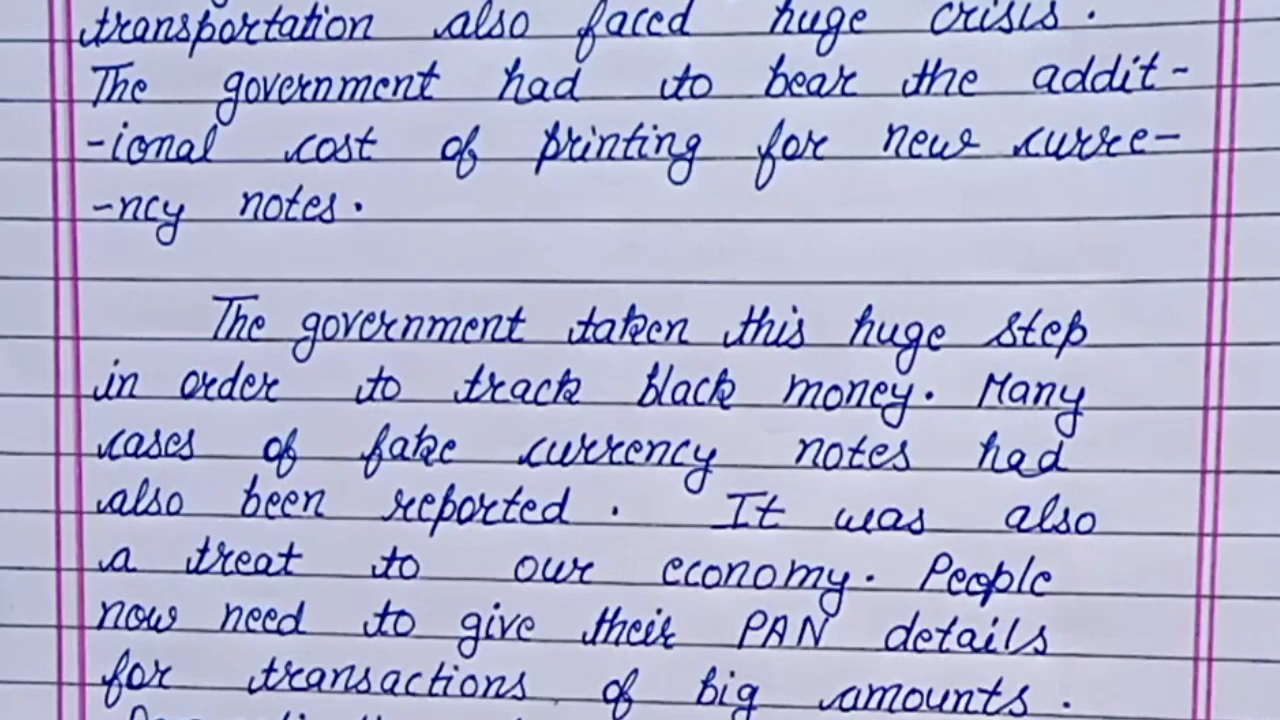 transportation also faced huge crisis.
The government had to bear the addit-
-ional cost of printing for new curre-
-ncy notes.
The government taken this huge step
in order to track black money. Many
cases of fake currency notes had
also been reported. It was also
a treat to our economy. People
now need to give their PAN details
for transactions of big amounts.